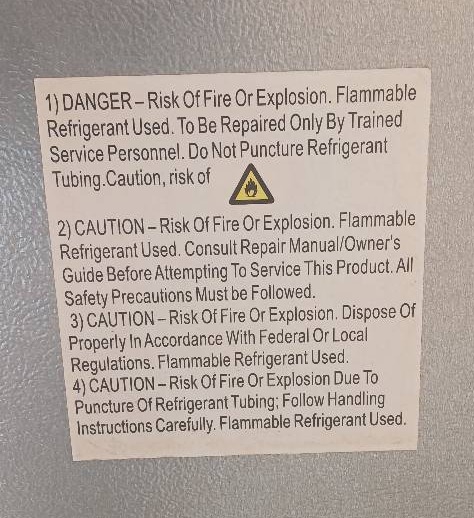 1) DANGER – Risk Of Fire Or Explosion. Flammable
Refrigerant Used. To Be Repaired Only By Trained
Service Personnel. Do Not Puncture Refrigerant
Tubing.Caution, risk of
2) CAUTION – Risk Of Fire Or Explosion. Flammable
Refrigerant Used. Consult Repair Manual/Owner's
Guide Before Attempting To Service This Product. All
Safety Precautions Must be Followed.
3) CAUTION – Risk Of Fire Or Explosion. Dispose Of
Properly In Accordance With Federal Or Local
Regulations. Flammable Refrigerant Used.
4) CAUTION – Risk Of Fire Or Explosion Due To
Puncture Of Refrigerant Tubing; Follow Handling
Instructions Carefully. Flammable Refrigerant Used.